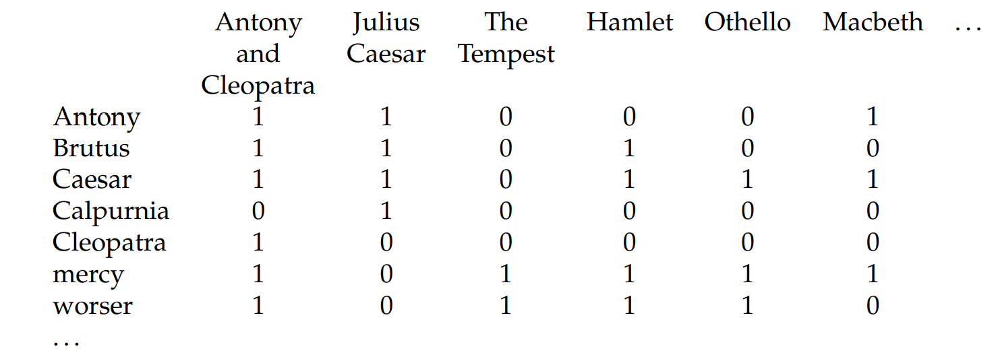 Antony Julius The Hamlet Othello Macbeth ...
and Caesar Tempest
Cleopatra
Antony 1 1 0 0 0 1
Brutus 1 1 0 1 0 0
Caesar 1 1 0 1 1 1
Calpurnia 0 1 0 0 0 0
Cleopatra 1 0 0 0 0 0
mercy 1 0 1 1 1 1
worser 1 0 1 1 1 0
...